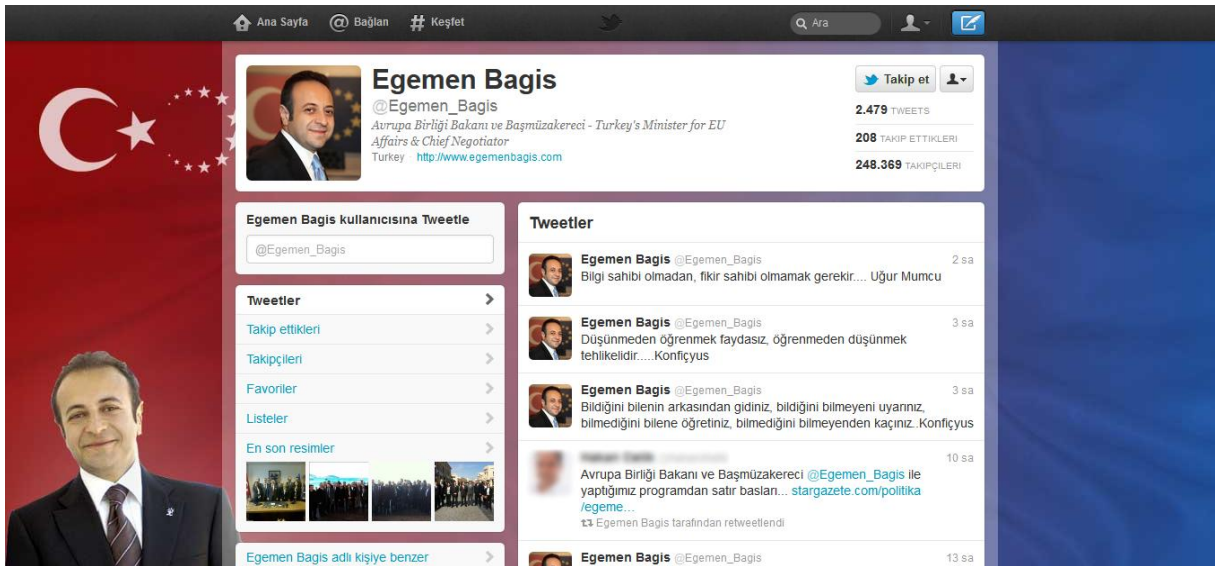 Ana Sayfa @ Bağlan # Keşfet Ara
Egemen Bagis
@Egemen_Bagis
Avrupa Birliği Bakanı ve Başmüzakereci - Turkey's Minister for EU
Affairs & Chief Negotiator
Turkey · http://www.egemenbagis.com
Takip et
2.479 TWEETS
208 TAKIP ETTIKLERI
248.369 TAKIPÇILERI
Egemen Bagis kullanıcısına Tweetle
@Egemen_Bagis
Tweetler
Takip ettikleri
Takipçileri
Favoriler
Listeler
En son resimler
Egemen Bagis adlı kişiye benzer
Tweetler
Egemen Bagis @Egemen_Bagis 2 sa
Bilgi sahibi olmadan, fikir sahibi olmamak gerekir.... Uğur Mumcu
Egemen Bagis @Egemen_Bagis 3 sa
Düşünmeden öğrenmek faydasız, öğrenmeden düşünmek
tehlikelidir.....Konfiçyus
Egemen Bagis @Egemen_Bagis 3 sa
Bildiğini bilenin arkasından gidiniz, bildiğini bilmeyeni uyarınız,
bilmediğini bilene öğretiniz, bilmediğini bilmeyenden kaçınız..Konfiçyus
10 sa
Avrupa Birliği Bakanı ve Başmüzakereci @Egemen_Bagis ile
yaptığımız programdan satır basları... stargazete.com/politika
/egeme...
Egemen Bagis tarafından retweetlendi
Egemen Bagis @Egemen_Bagis 13 sa